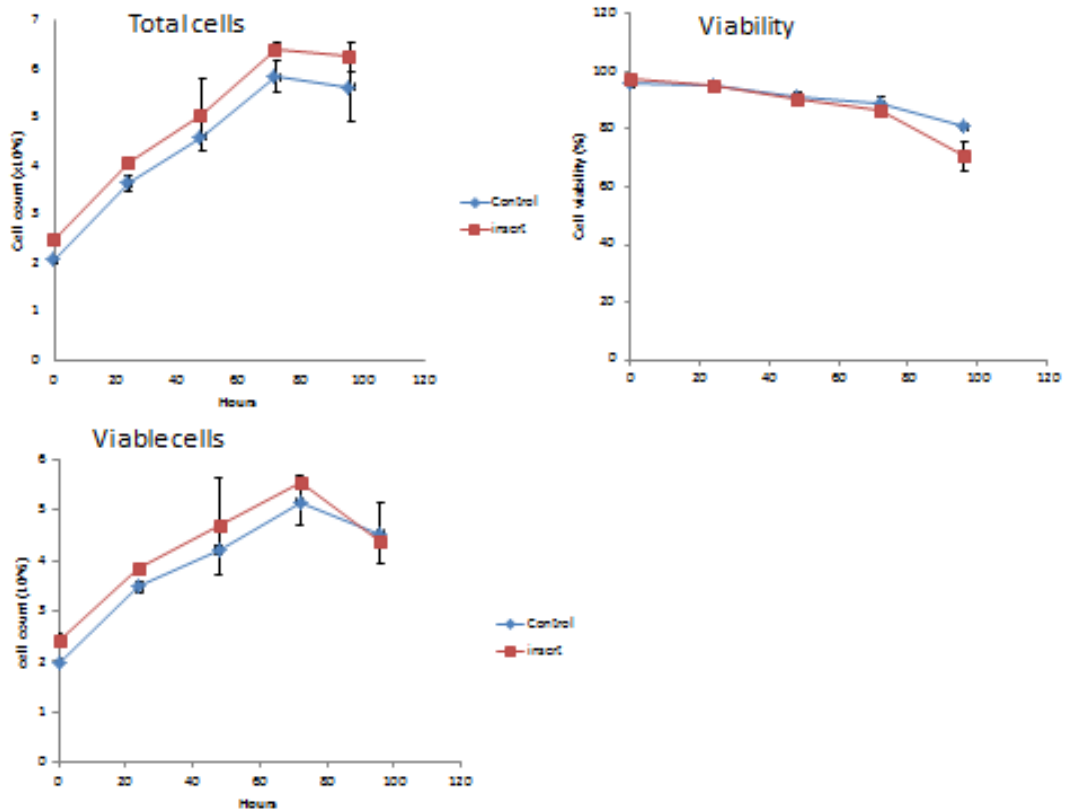 Total cells
7
6
5
4
3
2
1
0
Cell count (x10^6)
0 20 40 60 80 100 120
Hours
Control
insert
Viability
120
100
80
60
40
20
0
Cell viability (%)
0 20 40 60 80 100 120
Viable cells
6
5
4
3
2
1
0
cell count (10^6)
0 20 40 60 80 100 120
Hours
Control
insert